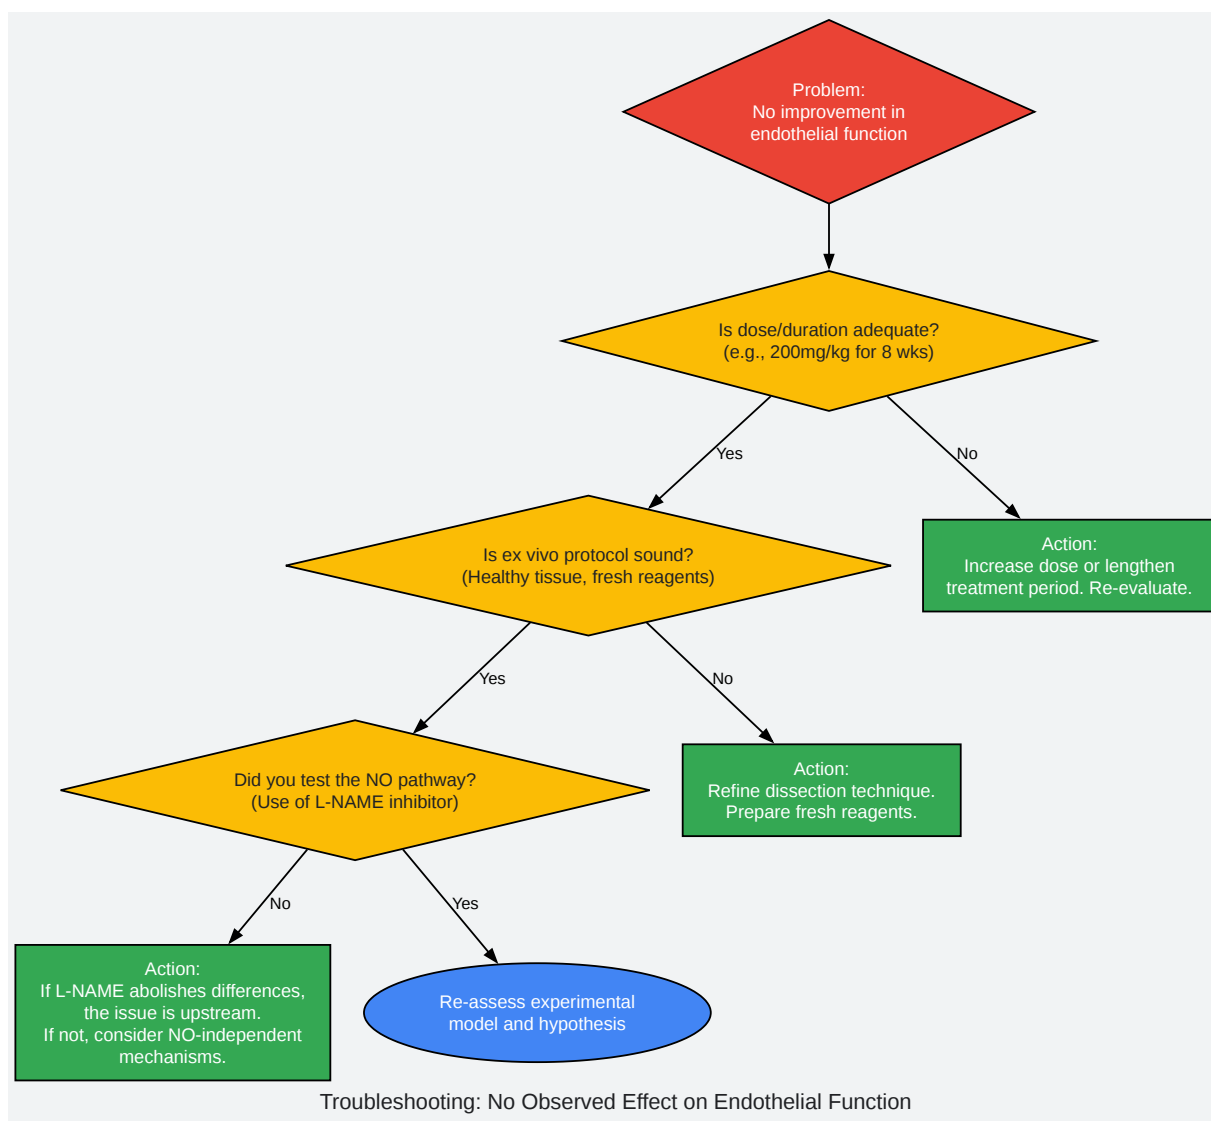 Problem:
No improvement in
endothelial function
Is dose/duration adequate?
(e.g., 200mg/kg for 8 wks)
Yes
No
Is ex vivo protocol sound?
(Healthy tissue, fresh reagents)
Action:
Increase dose or lengthen
treatment period. Re-evaluate.
Yes
No
Did you test the NO pathway?
(Use of L-NAME inhibitor)
Action:
Refine dissection technique.
Prepare fresh reagents.
No
Yes
Action:
If L-NAME abolishes differences,
the issue is upstream.
If not, consider NO-independent
mechanisms.
Re-assess experimental
model and hypothesis
Troubleshooting: No Observed Effect on Endothelial Function